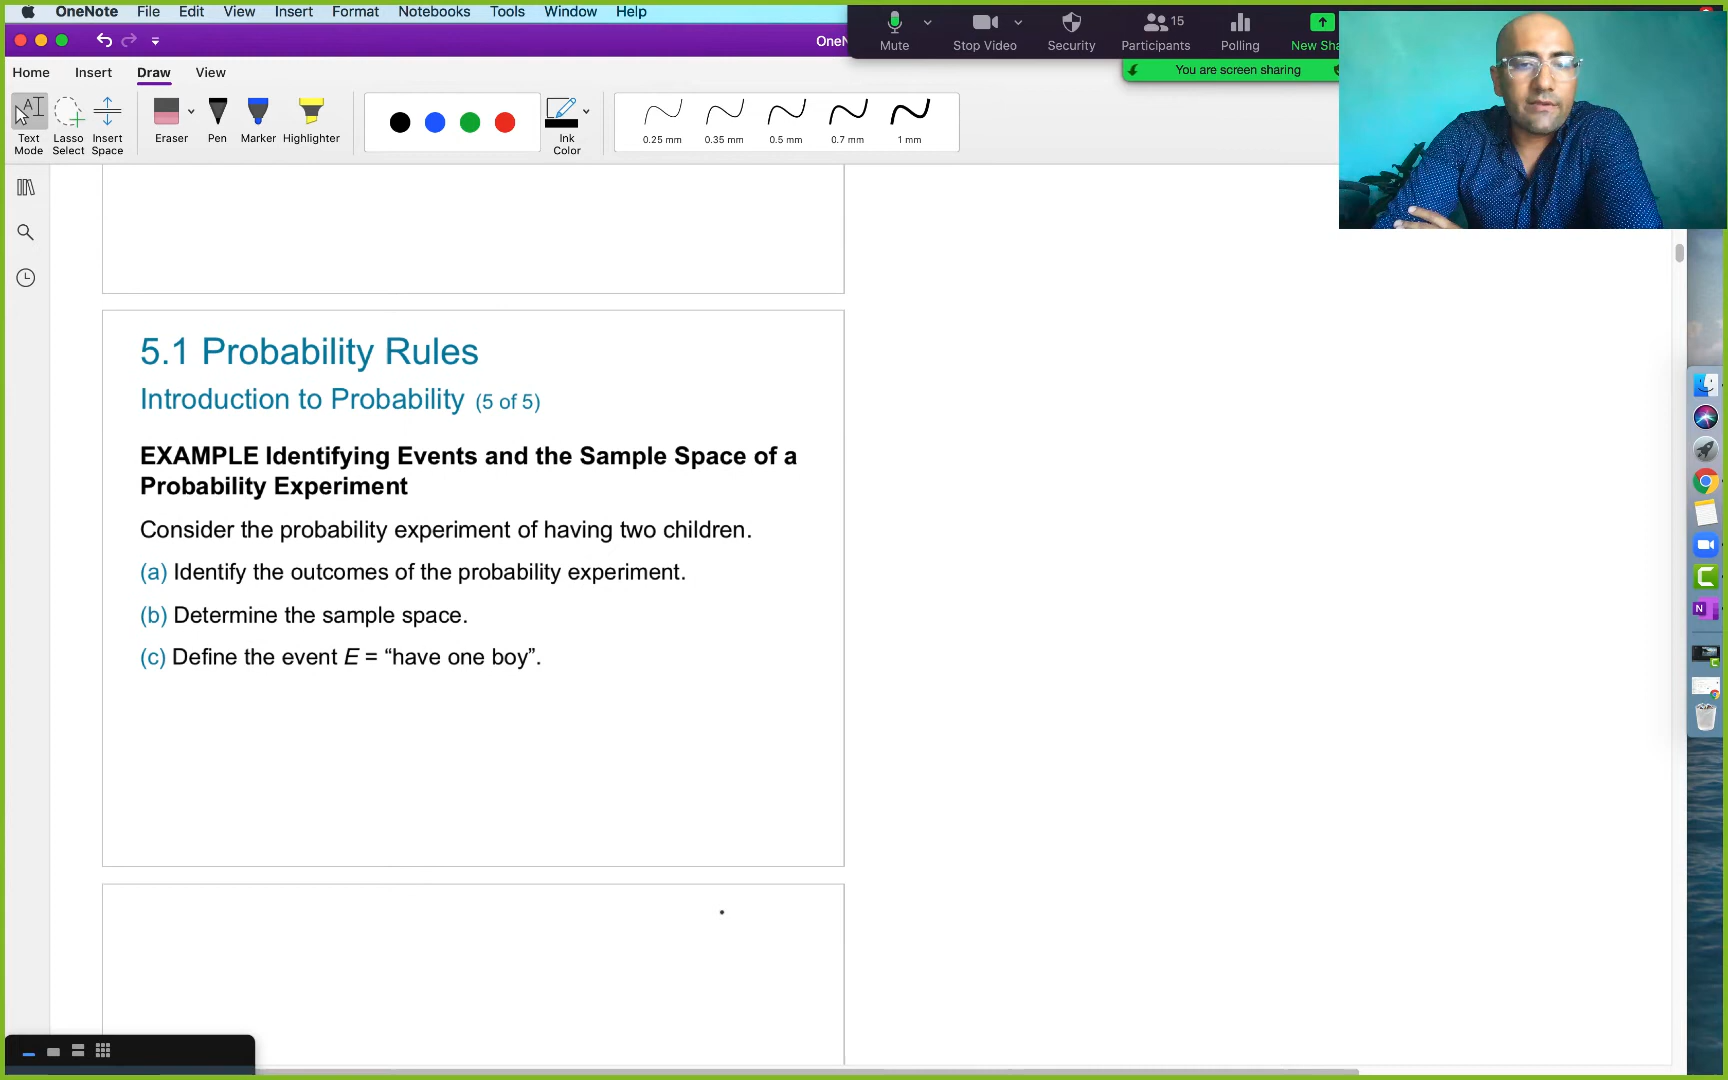 OneNote File Edit View Insert Format Notebooks Tools Window Help
OneN
Mute Stop Video Security Participants 15 Polling New Sha
You are screen sharing
Home Insert Draw View
Text Mode
Lasso Select
Insert Space
Eraser
Pen
Marker
Highlighter
Ink Color
0.25 mm 0.35 mm 0.5 mm 0.7 mm 1 mm
5.1 Probability Rules
Introduction to Probability (5 of 5)
EXAMPLE Identifying Events and the Sample Space of a
Probability Experiment
Consider the probability experiment of having two children.
(a) Identify the outcomes of the probability experiment.
(b) Determine the sample space.
(c) Define the event E = “have one boy”.